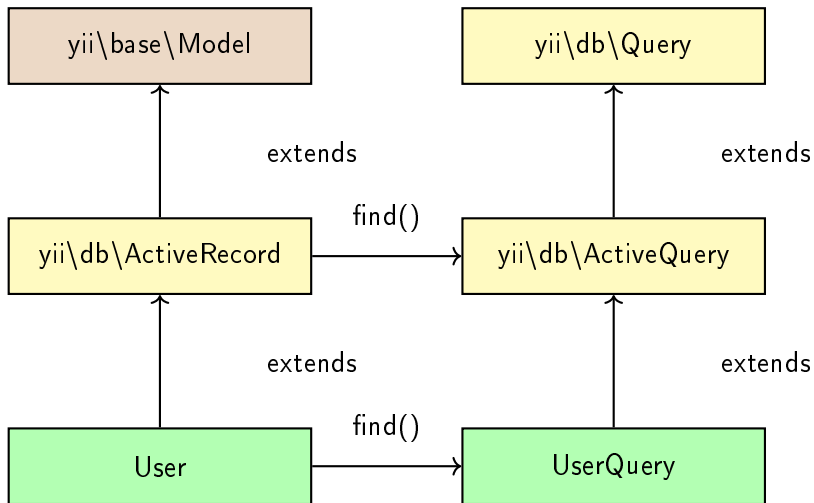 yii\base\Model
yii\db\Query
extends
extends
find()
yii\db\ActiveRecord
yii\db\ActiveQuery
extends
extends
find()
User
UserQuery